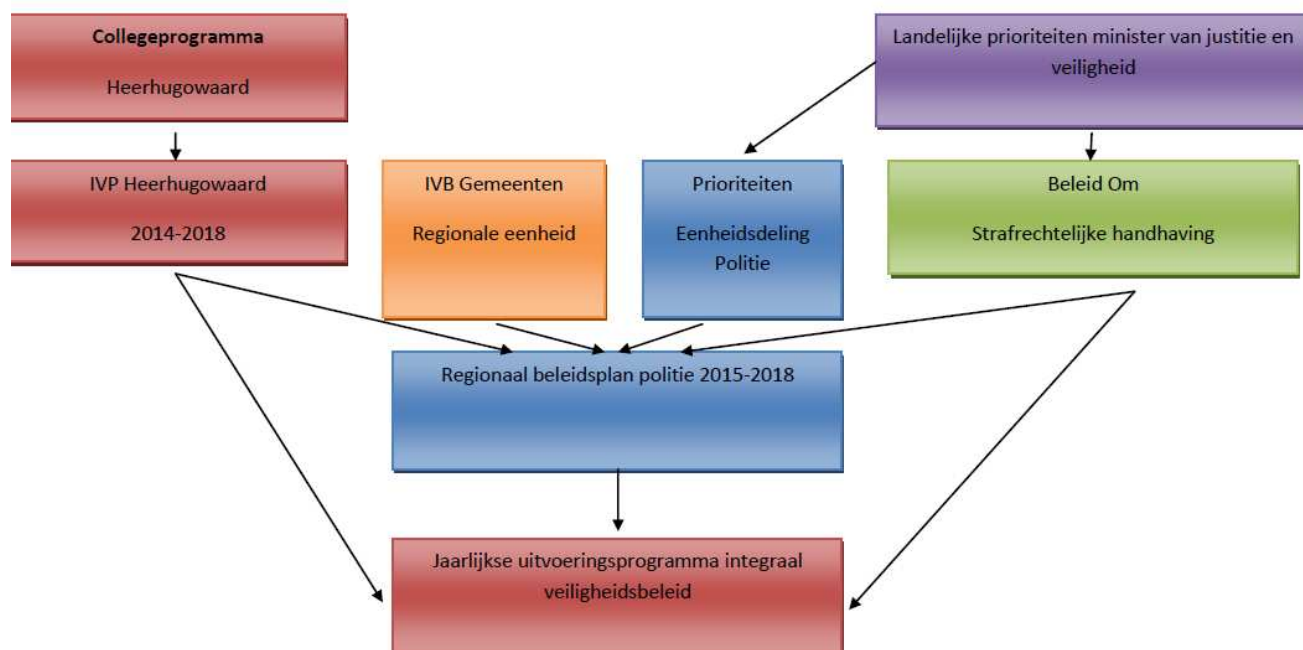 Collegeprogramma
Heerhugowaard
Landelijke prioriteiten minister van justitie en
veiligheid
IVP Heerhugowaard
2014-2018
IVB Gemeenten
Regionale eenheid
Prioriteiten
Eenheidsdeling
Politie
Beleid Om
Strafrechtelijke handhaving
Regionaal beleidsplan politie 2015-2018
Jaarlijkse uitvoeringsprogramma integraal
veiligheidsbeleid